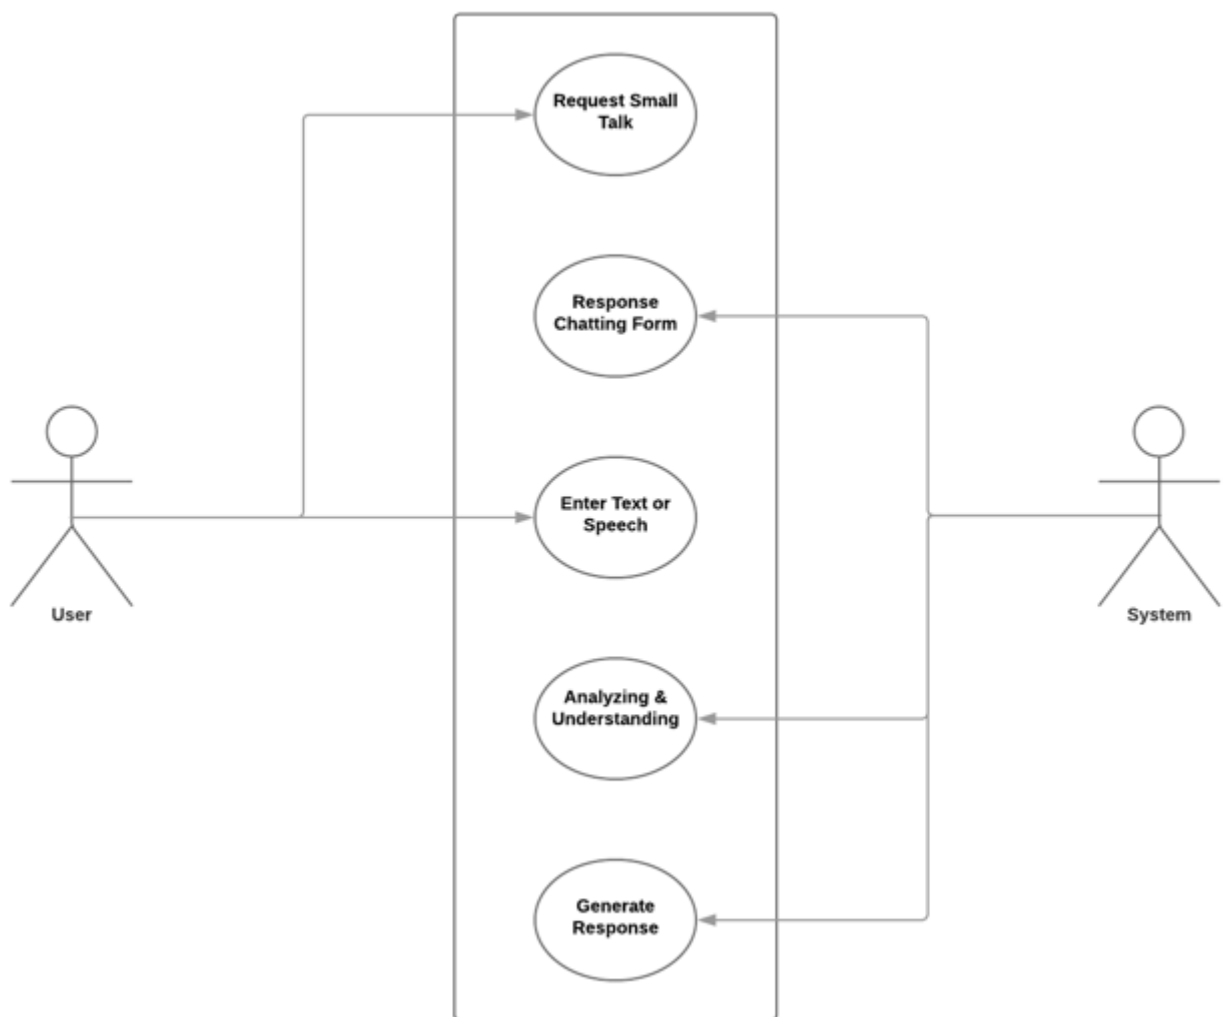 Request Small
Talk
Response
Chatting Form
Enter Text or
Speech
User
System
Analyzing &
Understanding
Generate
Response